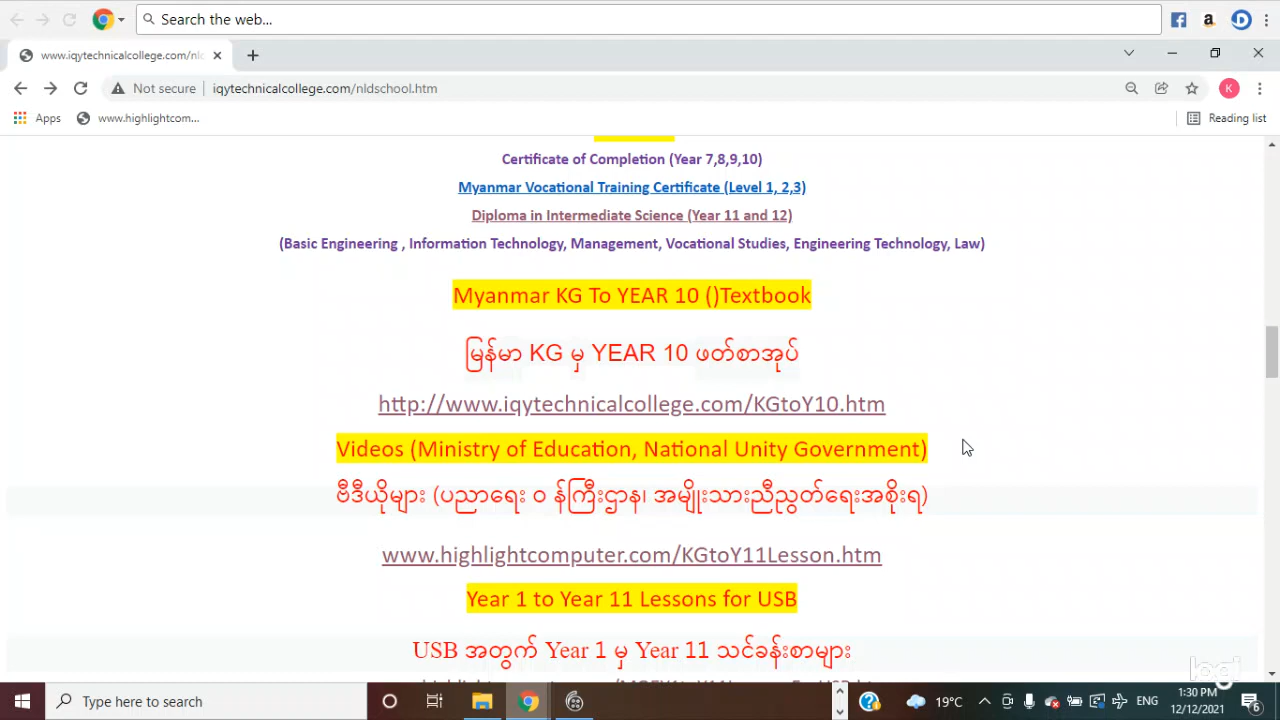 Search the web...
www.iqytechnicalcollege.com/nld
Not secure iqytechnicalcollege.com/nldschool.htm K
Apps www.highlightcom... Reading list
Certificate of Completion (Year 7,8,9,10)
Myanmar Vocational Training Certificate (Level 1, 2,3)
Diploma in Intermediate Science (Year 11 and 12)
(Basic Engineering , Information Technology, Management, Vocational Studies, Engineering Technology, Law)
Myanmar KG To YEAR 10 ()Textbook
မြန်မာ KG မှ YEAR 10 ဖတ်စာအုပ်
http://www.iqytechnicalcollege.com/KGtoY10.htm
Videos (Ministry of Education, National Unity Government)
ဗီဒီယိုများ (ပညာရေး ဝ န်ကြီးဌာန၊ အမျိုးသားညီညွတ်ရေးအစိုးရ)
www.highlightcomputer.com/KGtoY11Lesson.htm
Year 1 to Year 11 Lessons for USB
USB အတွက် Year 1 မှ Year 11 သင်ခန်းစာများ
logi
Type here to search 19°C ENG 1:30 PM
12/12/2021 6